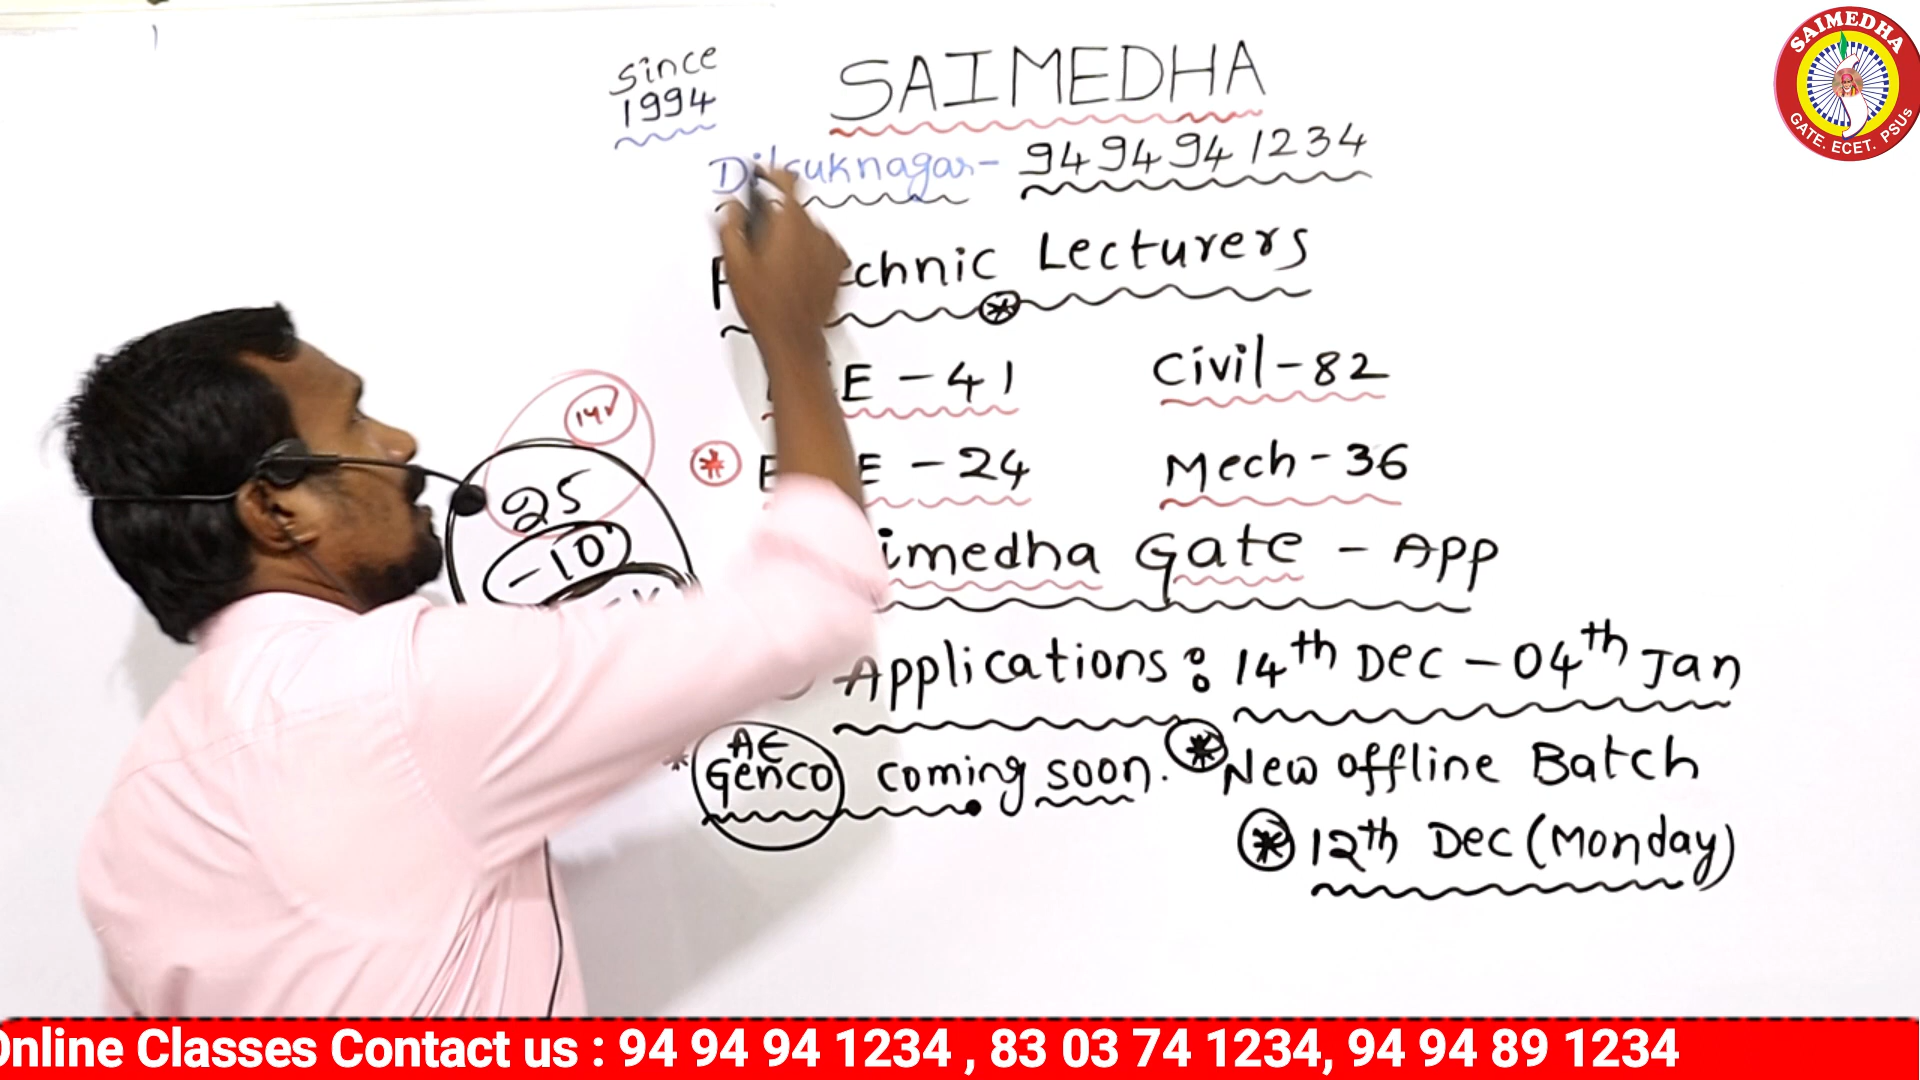 SAIMEDHA
GATE. ECET. PSUs
Since
1994
SAIMEDHA
Dilsuknagar- 94 94 94 1234
chnic Lecturers
E - 41 Civil - 82
E - 24 Mech - 36
14
25
-10
imedha Gate - App
Applications: 14th Dec - 04th Jan
AE
Genco coming soon. New offline Batch
12th Dec (Monday)
Online Classes Contact us : 94 94 94 1234 , 83 03 74 1234, 94 94 89 1234